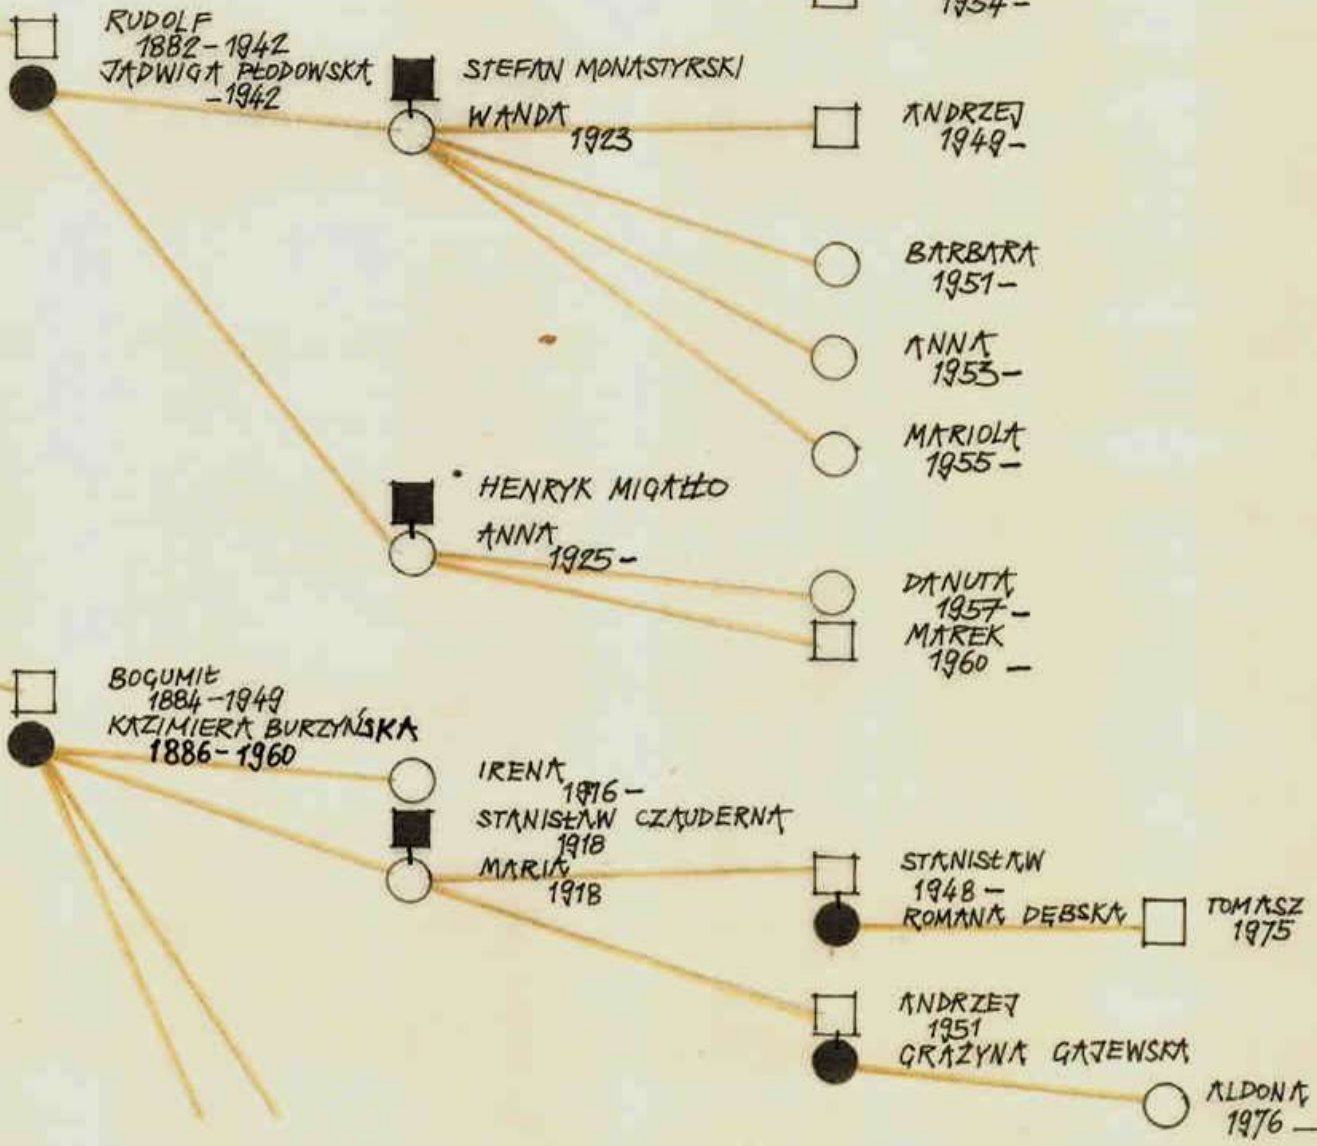 1954-
RUDOLF
1882-1942
JADWIGA PŁODOWSKA
-1942
STEFAN MONASTYRSKI
WANDA
1923
ANDRZEJ
1949-
BARBARA
1951-
ANNA
1953-
MARIOLA
1955-
HENRYK MIGAŁŁO
ANNA
1925-
DANUTA
1957-
MAREK
1960-
BOGUMIŁ
1884-1949
KAZIMIERA BURZYŃSKA
1886-1960
IRENA
1916-
STANISŁAW CZAUDERNA
1918
MARIA
1918
STANISŁAW
1948-
ROMANA DĘBSKA
TOMASZ
1975
ANDRZEJ
1951
GRAŻYNA GAJEWSKA
ALDONA
1976-